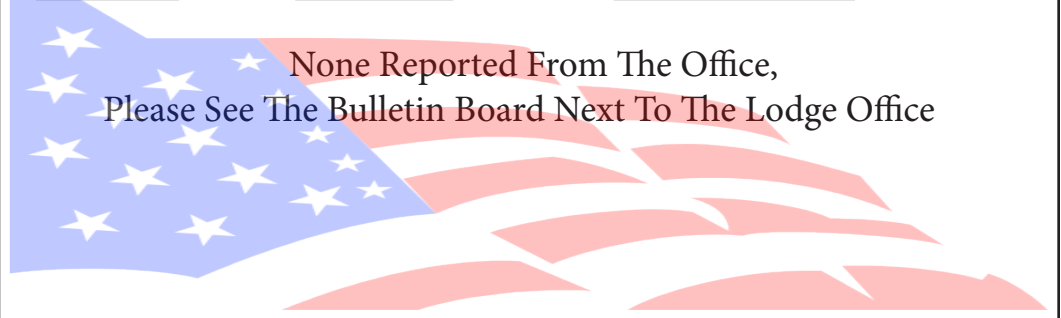 None Reported From The Office,
Please See The Bulletin Board Next To The Lodge Office